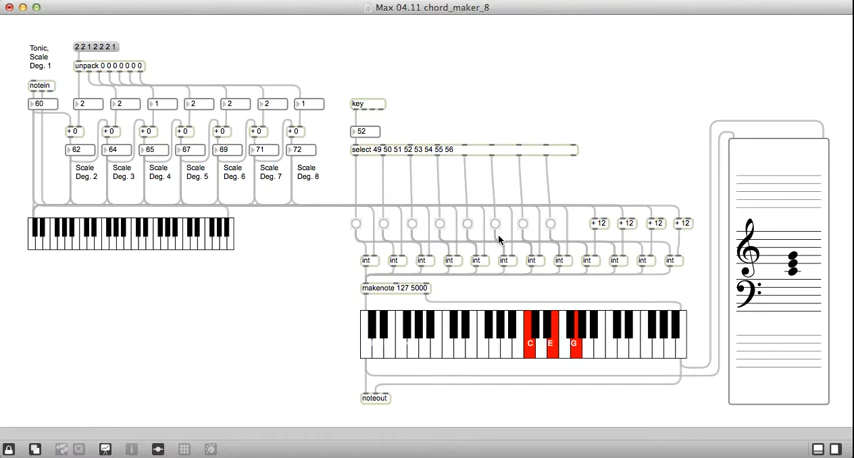 Max 04.11 chord_maker_8
Tonic,
Scale
Deg. 1
2 2 1 2 2 2 1
unpack 0 0 0 0 0 0 0
notein
60
2
2
1
2
2
2
1
+ 0
+ 0
+ 0
+ 0
+ 0
+ 0
+ 0
62
64
65
67
69
71
72
Scale
Deg. 2
Scale
Deg. 3
Scale
Deg. 4
Scale
Deg. 5
Scale
Deg. 6
Scale
Deg. 7
Scale
Deg. 8
key
52
select 49 50 51 52 53 54 55 56
+ 12
+ 12
+ 12
+ 12
int
int
int
int
int
int
int
int
int
int
int
int
makenote 127 5000
C
E
G
noteout